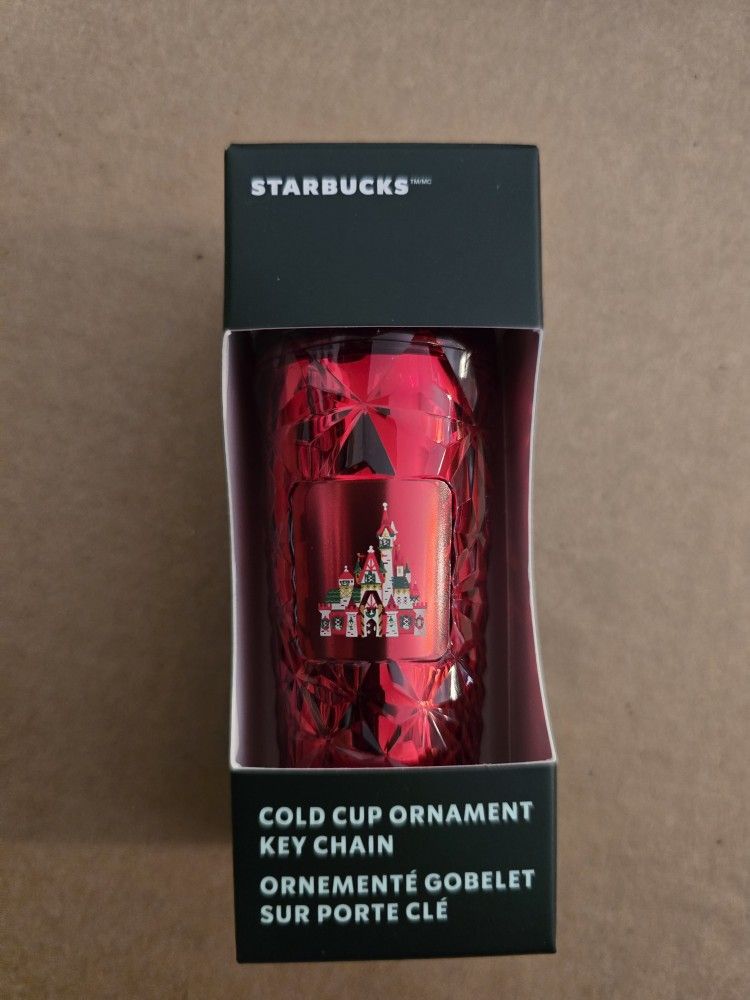 STARBUCKS™/MC
COLD CUP ORNAMENT
KEY CHAIN
ORNEMENTÉ GOBELET
SUR PORTE CLÉ